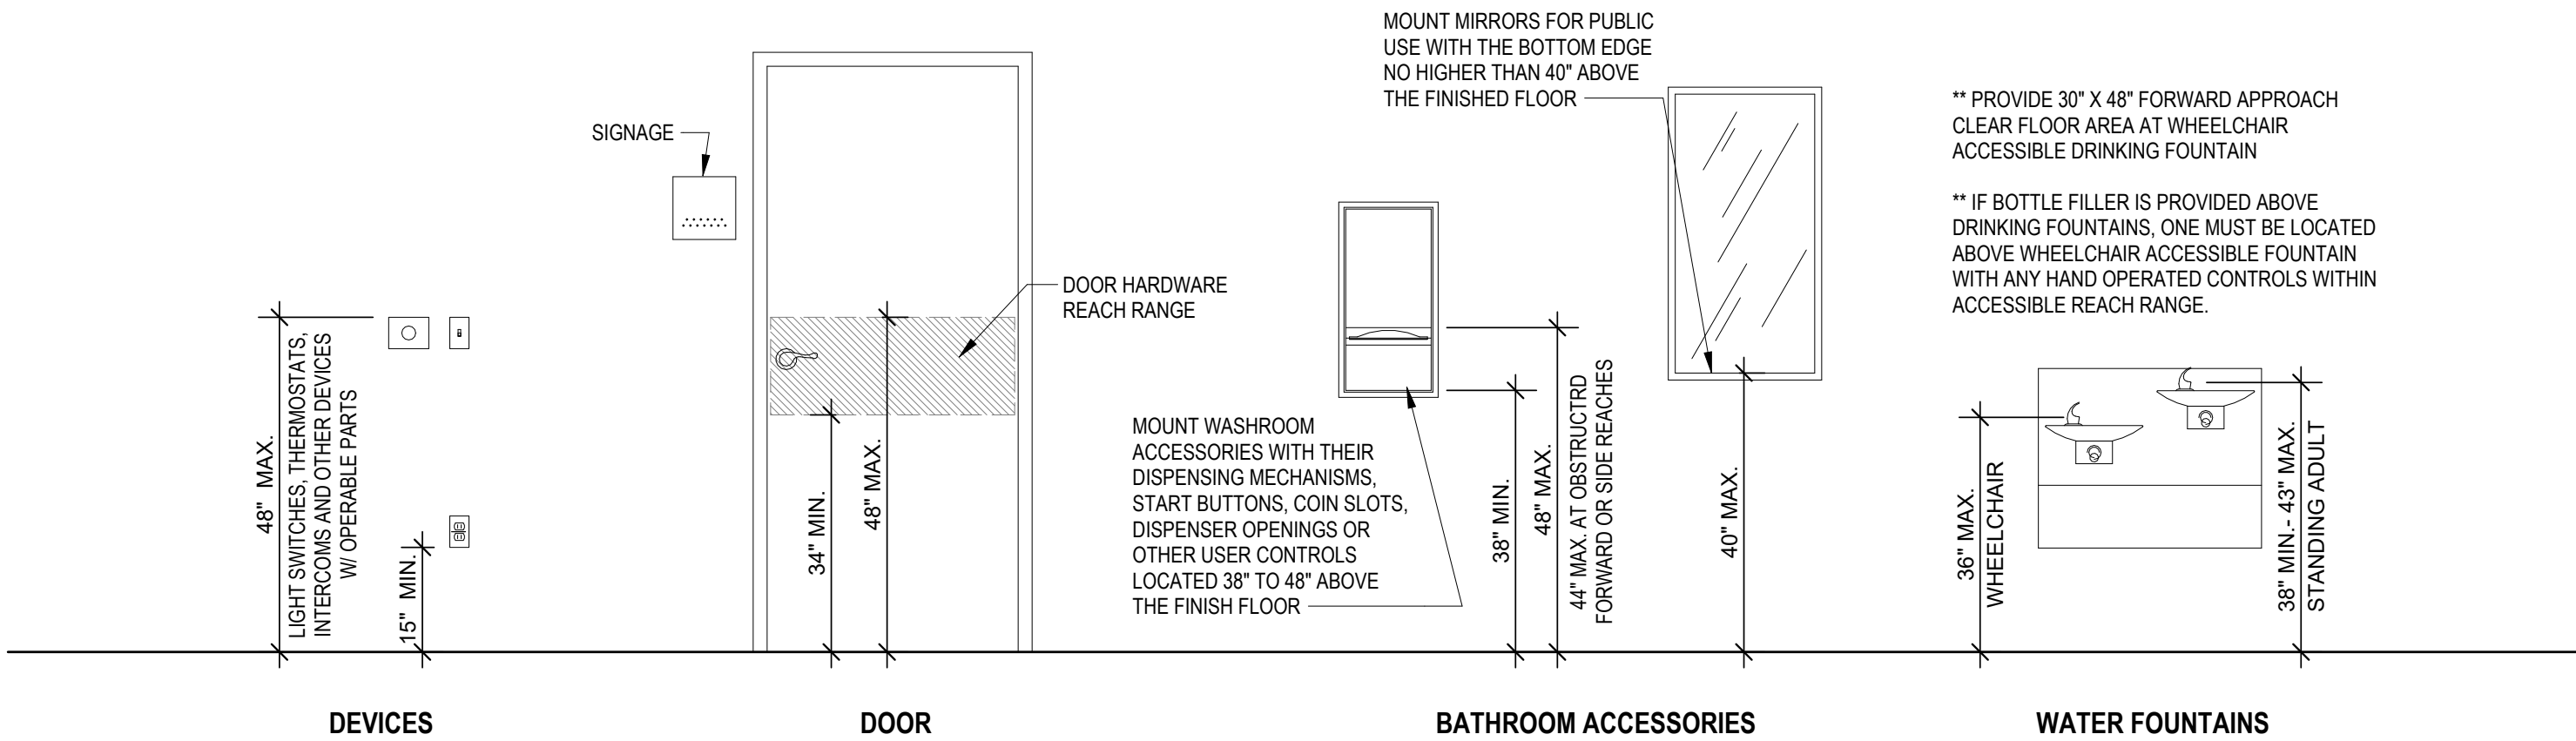 SIGNAGE
48" MAX.
LIGHT SWITCHES, THERMOSTATS,
INTERCOMS AND OTHER DEVICES
W/ OPERABLE PARTS
15" MIN.
DEVICES
DOOR HARDWARE
REACH RANGE
34" MIN.
48" MAX.
DOOR
MOUNT MIRRORS FOR PUBLIC
USE WITH THE BOTTOM EDGE
NO HIGHER THAN 40" ABOVE
THE FINISHED FLOOR
MOUNT WASHROOM
ACCESSORIES WITH THEIR
DISPENSING MECHANISMS,
START BUTTONS, COIN SLOTS,
DISPENSER OPENINGS OR
OTHER USER CONTROLS
LOCATED 38" TO 48" ABOVE
THE FINISH FLOOR
38" MIN.
48" MAX.
44" MAX. AT OBSTRUCTRD
FORWARD OR SIDE REACHES
40" MAX.
BATHROOM ACCESSORIES
** PROVIDE 30" X 48" FORWARD APPROACH
CLEAR FLOOR AREA AT WHEELCHAIR
ACCESSIBLE DRINKING FOUNTAIN
** IF BOTTLE FILLER IS PROVIDED ABOVE
DRINKING FOUNTAINS, ONE MUST BE LOCATED
ABOVE WHEELCHAIR ACCESSIBLE FOUNTAIN
WITH ANY HAND OPERATED CONTROLS WITHIN
ACCESSIBLE REACH RANGE.
36" MAX.
WHEELCHAIR
38" MIN.- 43" MAX.
STANDING ADULT
WATER FOUNTAINS